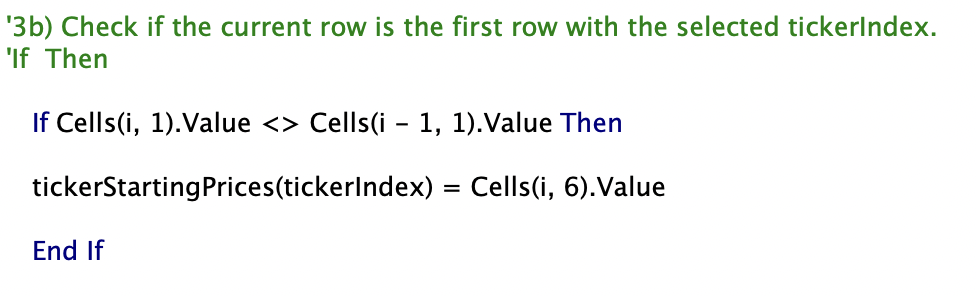 '3b) Check if the current row is the first row with the selected tickerIndex.
'If  Then
If Cells(i, 1).Value <> Cells(i - 1, 1).Value Then
tickerStartingPrices(tickerIndex) = Cells(i, 6).Value
End If